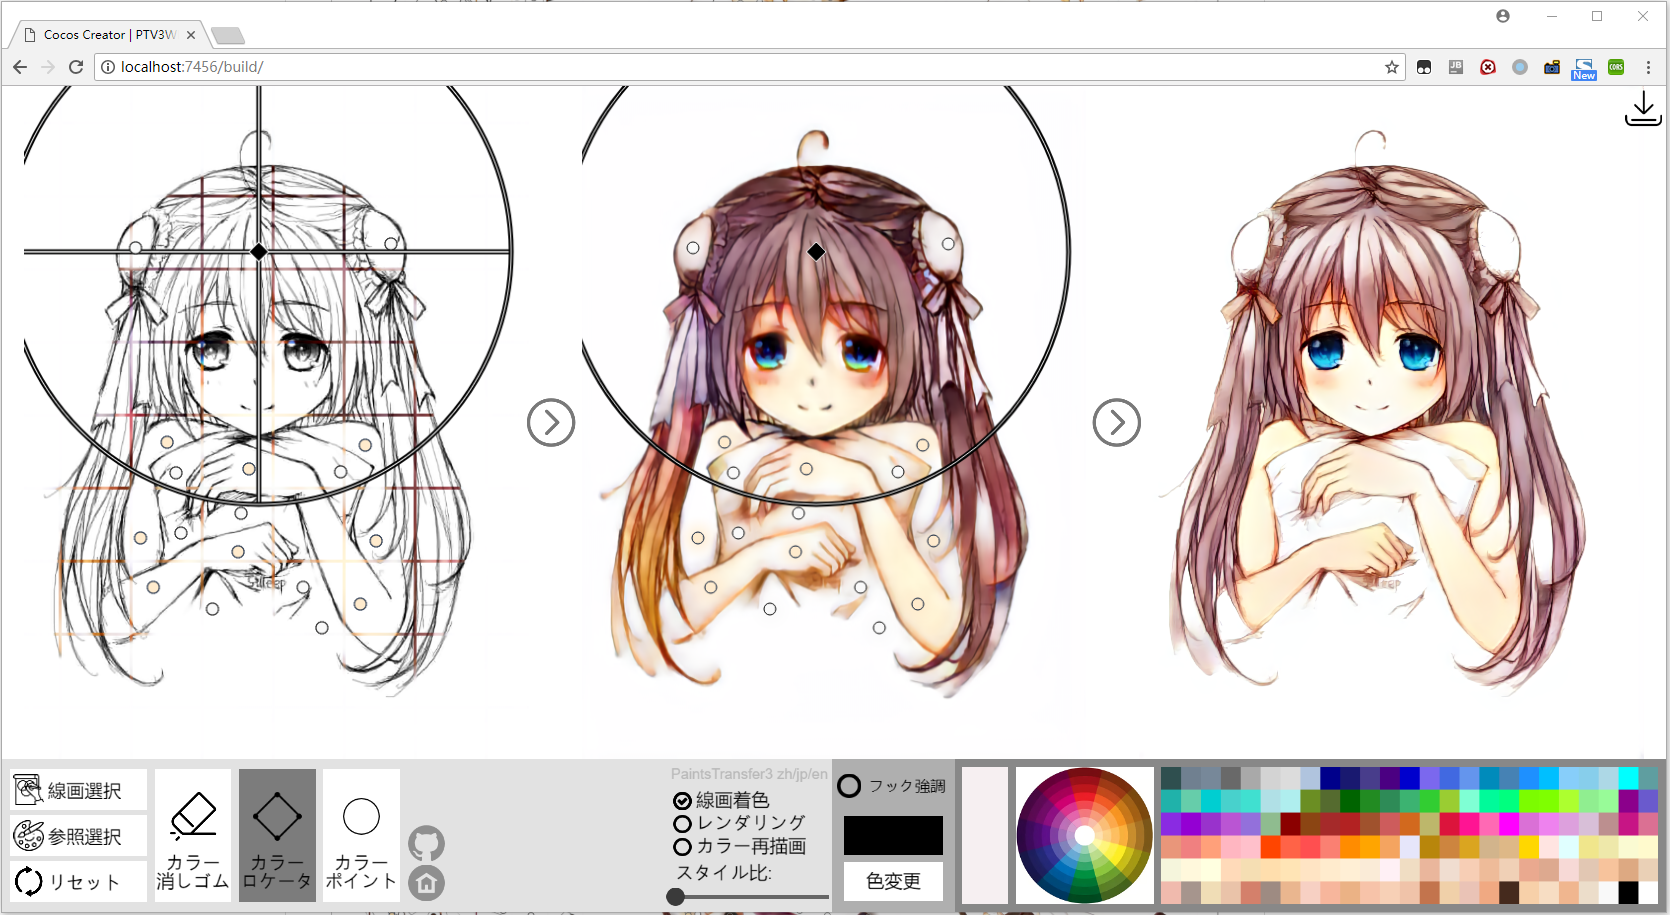 Cocos Creator | PTV3W
localhost:7456/build/
JB
New
CORS
Sleep
線画選択
参照選択
リセット
カラー
消しゴム
カラー
ロケータ
カラー
ポイント
PaintsTransfer3 zh/jp/en
線画着色
レンダリング
カラー再描画
スタイル比:
フック強調
色変更